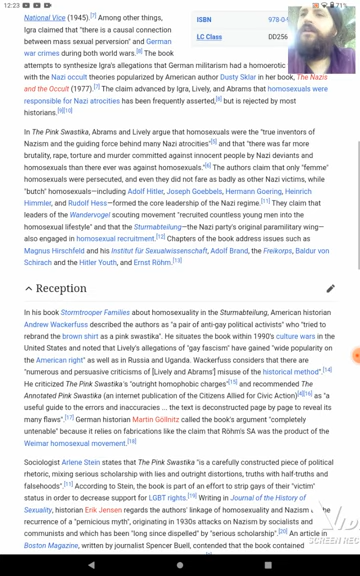 12:23
71%
National Vice (1945).[7] Among other things,
Igra claimed that "there is a causal connection
between mass sexual perversion" and German
war crimes during both world wars.[8] The book
attempts to synthesize Igra's allegations that German militarism had a homoerotic
with the Nazi occult theories popularized by American author Dusty Sklar in her book, The Nazis
and the Occult (1977).[7] The claim advanced by Igra, Lively, and Abrams that homosexuals were
responsible for Nazi atrocities has been frequently asserted,[8] but is rejected by most
historians.[9][10]
ISBN 978-0-
LC Class DD256
In The Pink Swastika, Abrams and Lively argue that homosexuals were the "true inventors of
Nazism and the guiding force behind many Nazi atrocities"[5] and that "there was far more
brutality, rape, torture and murder committed against innocent people by Nazi deviants and
homosexuals than there ever was against homosexuals."[6] The authors claim that only "femme"
homosexuals were persecuted, and even they did not fare as badly as other Nazi victims, while
"butch" homosexuals—including Adolf Hitler, Joseph Goebbels, Hermann Goering, Heinrich
Himmler, and Rudolf Hess—formed the core leadership of the Nazi regime.[11] They claim that
leaders of the Wandervogel scouting movement "recruited countless young men into the
homosexual lifestyle" and that the Sturmabteilung—the Nazi party's original paramilitary wing—
also engaged in homosexual recruitment.[12] Chapters of the book address issues such as
Magnus Hirschfeld and his Institut für Sexualwissenschaft, Adolf Brand, the Freikorps, Baldur von
Schirach and the Hitler Youth, and Ernst Röhm.[13]
Reception
In his book Stormtrooper Families about homosexuality in the Sturmabteilung, American historian
Andrew Wackerfuss described the authors as "a pair of anti-gay political activists" who "tried to
rebrand the brown shirt as a pink swastika". He situates the book within 1990's culture wars in the
United States and noted that Lively's allegations of "gay fascism" have gained "wide popularity on
the American right" as well as in Russia and Uganda. Wackerfuss considers that there are
"numerous and persuasive criticisms of [Lively and Abrams'] misuse of the historical method".[14]
He criticized The Pink Swastika's "outright homophobic charges"[15] and recommended The
Annotated Pink Swastika (an internet publication of the Citizens Allied for Civic Action)[4][16] as "a
useful guide to the errors and inaccuracies ... the text is deconstructed page by page to reveal its
many flaws".[17] German historian Martin Göllnitz called the book's argument "completely
untenable" because it relies on fabrications like the claim that Röhm's SA was the product of the
Weimar homosexual movement.[18]
Sociologist Arlene Stein states that The Pink Swastika "is a carefully constructed piece of political
rhetoric, mixing serious scholarship with lies and outright distortions, truths with half-truths and
falsehoods".[11] According to Stein, the book is part of an effort to strip gays of their "victim"
status in order to decrease support for LGBT rights.[19] Writing in Journal of the History of
Sexuality, historian Erik Jensen regards the authors' linkage of homosexuality and Nazism
recurrence of a "pernicious myth", originating in 1930s attacks on Nazism by socialists and
communists and which has been "long since dispelled" by "serious scholarship".[20] An article in
Boston Magazine, written by journalist Spencer Buell, contended that the book contained
VIDIZ
SCREEN REC